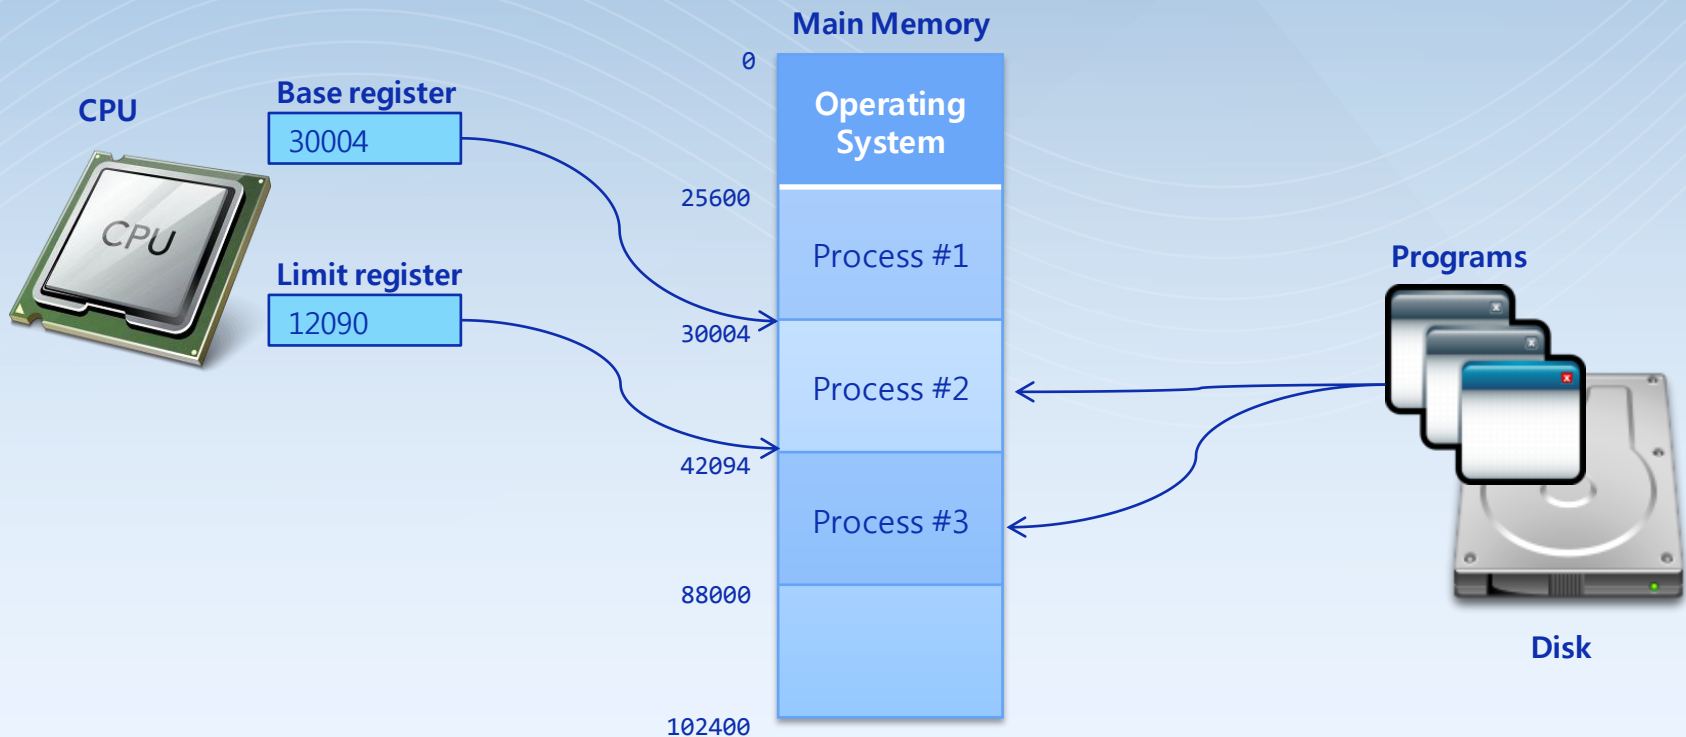 Main Memory
0
Base register
CPU
30004
Operating
System
25600
Process #1
Limit register
12090
Programs
30004
Process #2
42094
Process #3
88000
Disk
102400
CPU